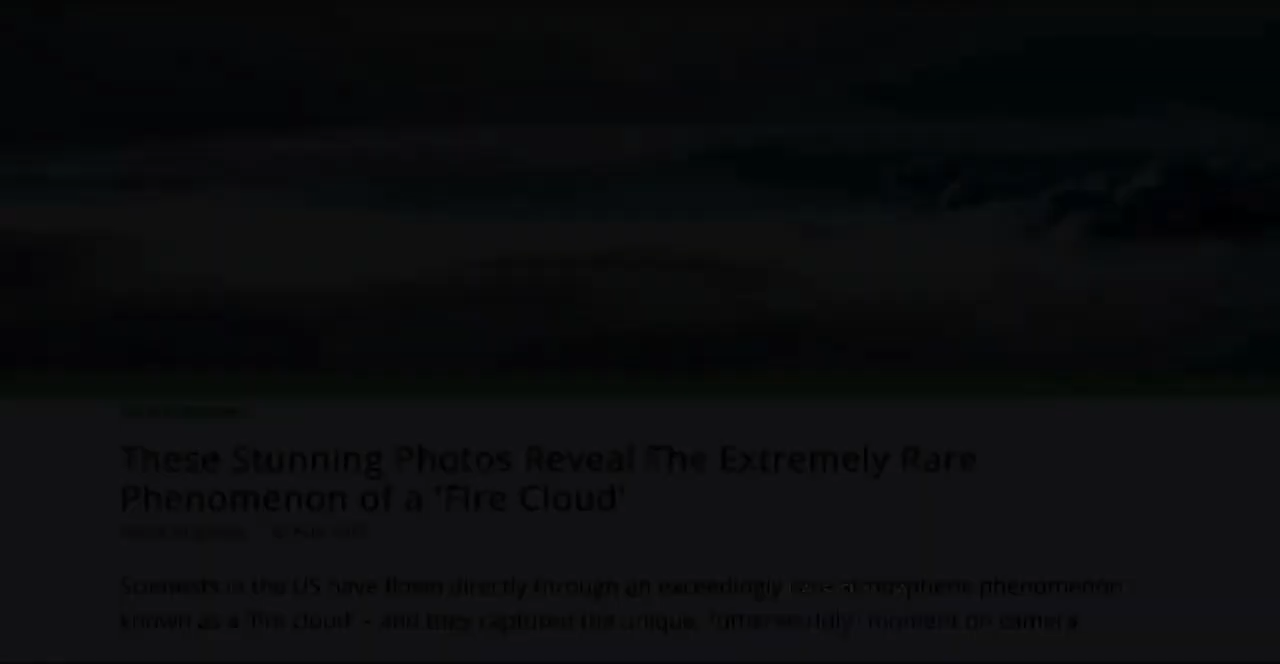 These Stunning Photos Reveal The Extremely Rare
Phenomenon of a 'Fire Cloud'
Scientists in the US have flown directly through an exceedingly rare atmospheric phenomenon
known as a 'fire cloud' – and they captured the unique, 'otherworldly' moment on camera